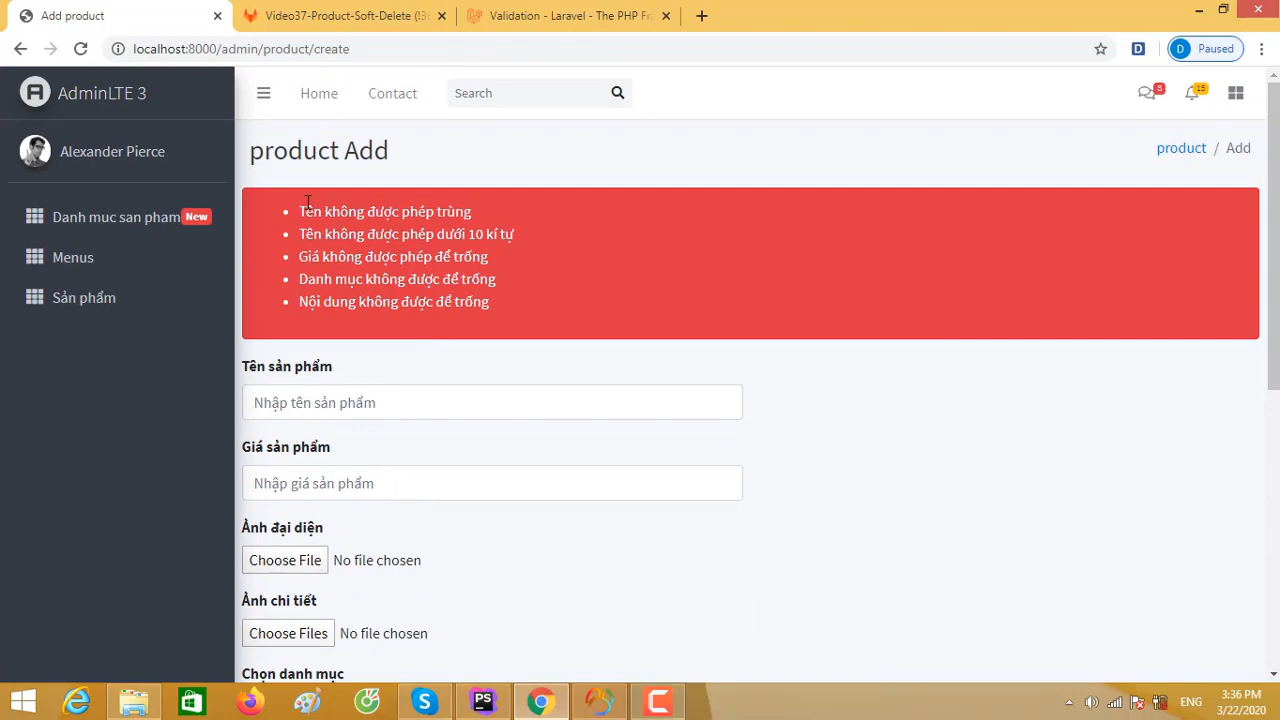 Add product
Video37-Product-Soft-Delete (!3
Validation - Laravel - The PHP Fr
localhost:8000/admin/product/create
D
D
Paused
AdminLTE 3
Home
Contact
Search
3
15
Alexander Pierce
product Add
product / Add
Danh muc san pham New
Menus
Sản phẩm
Tên không được phép trùng
Tên không được phép dưới 10 kí tự
Giá không được phép để trống
Danh mục không được để trống
Nội dung không được để trống
Tên sản phẩm
Nhập tên sản phẩm
Giá sản phẩm
Nhập giá sản phẩm
Ảnh đại diện
Choose File No file chosen
Ảnh chi tiết
Choose Files No file chosen
Chọn danh mục
PS
ENG
3:36 PM
3/22/2020